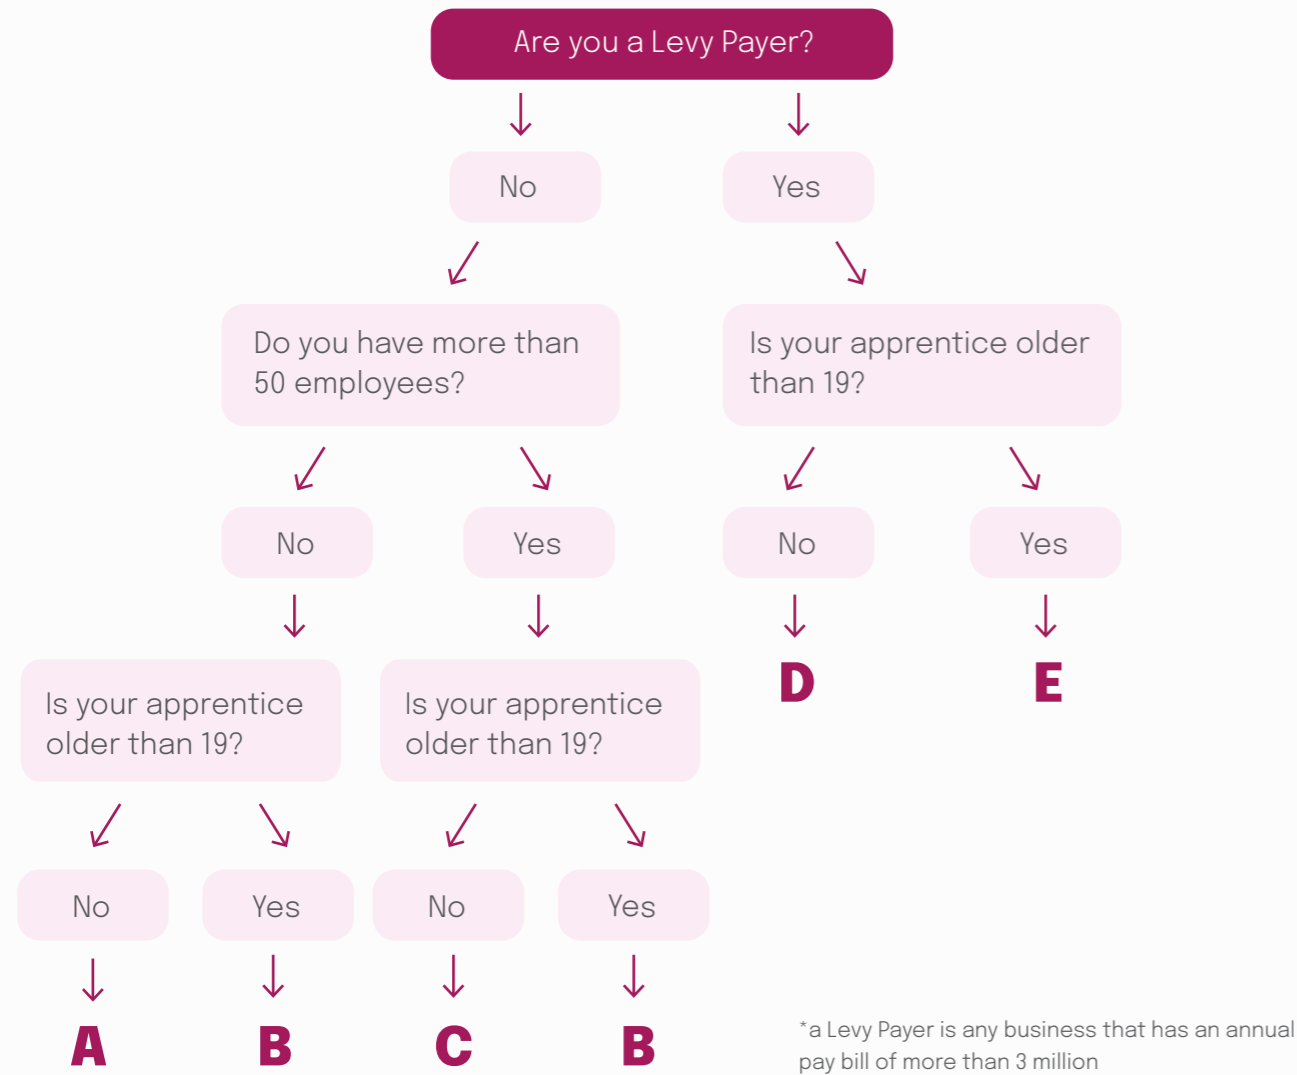 Are you a Levy Payer?
No
Yes
Do you have more than
50 employees?
Is your apprentice older
than 19?
No
Yes
No
Yes
D
E
Is your apprentice
older than 19?
Is your apprentice
older than 19?
No
Yes
No
Yes
A
B
C
B
*a Levy Payer is any business that has an annual
pay bill of more than 3 million